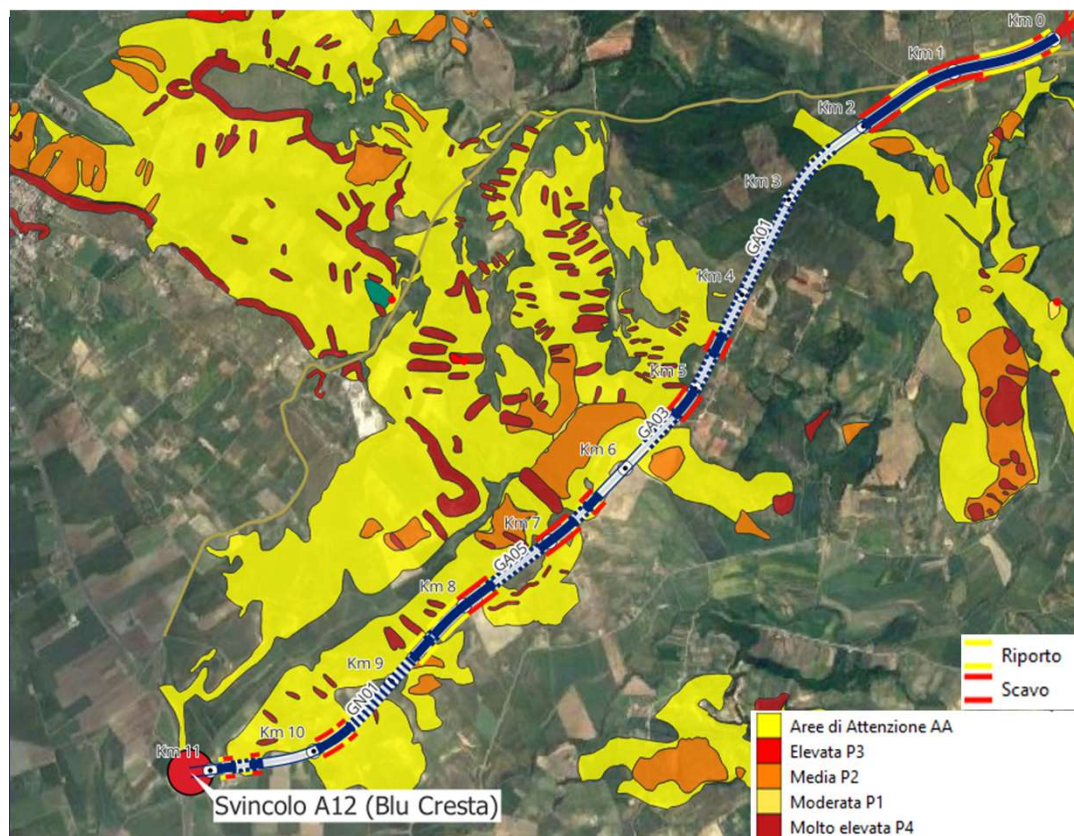 Km 0
Km 1
Km 2
Km 3
GA01
Km 4
Km 5
GA03
Km 6
Km 7
GA05
Km 8
Km 9
GN01
Km 10
Km 11
Svincolo A12 (Blu Cresta)
Riporto
Scavo
Aree di Attenzione AA
Elevata P3
Media P2
Moderata P1
Molto elevata P4